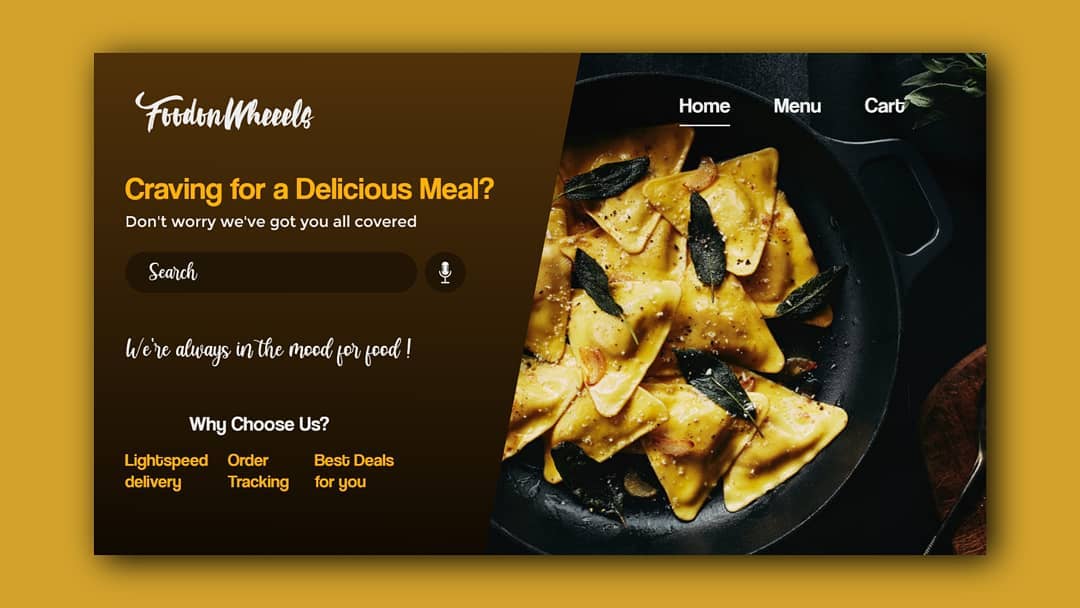 FoodonWheeels
Home Menu Cart
Craving for a Delicious Meal?
Don't worry we've got you all covered
Search
We're always in the mood for food !
Why Choose Us?
Lightspeed delivery
Order Tracking
Best Deals for you